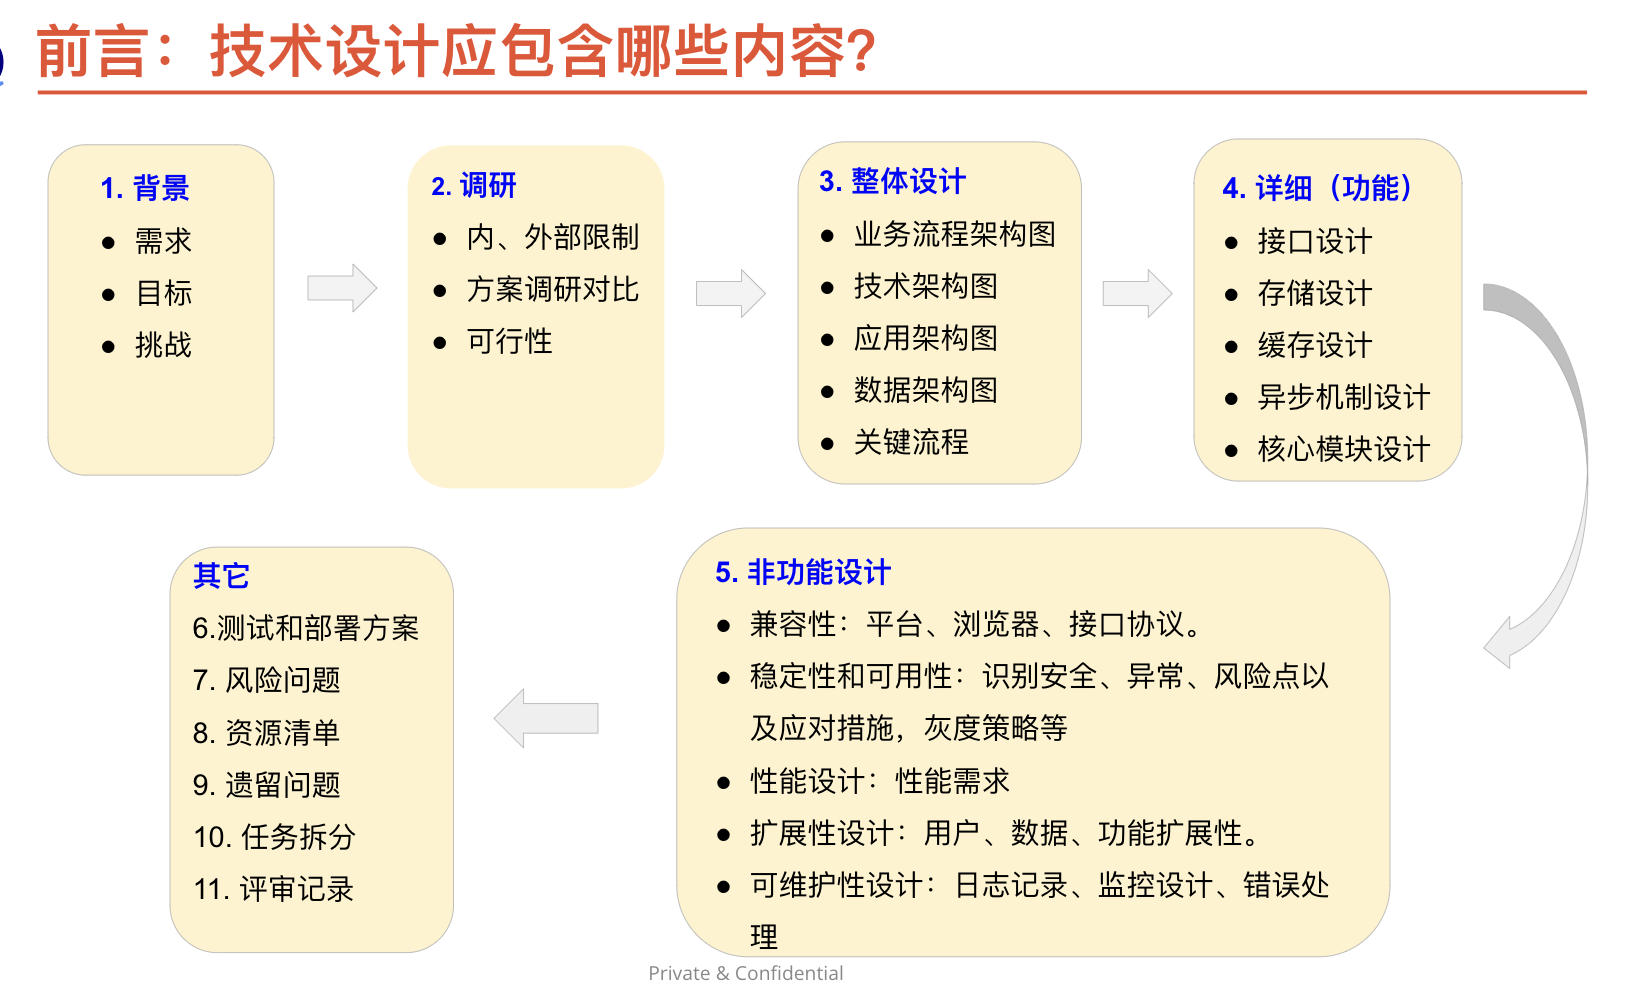 前言：技术设计应包含哪些内容?
1. 背景
● 需求
● 目标
● 挑战
2. 调研
● 内、外部限制
● 方案调研对比
● 可行性
3. 整体设计
● 业务流程架构图
● 技术架构图
● 应用架构图
● 数据架构图
● 关键流程
4. 详细（功能）
● 接口设计
● 存储设计
● 缓存设计
● 异步机制设计
● 核心模块设计
5. 非功能设计
● 兼容性：平台、浏览器、接口协议。
● 稳定性和可用性：识别安全、异常、风险点以
及应对措施，灰度策略等
● 性能设计：性能需求
● 扩展性设计：用户、数据、功能扩展性。
● 可维护性设计：日志记录、监控设计、错误处
理
其它
6.测试和部署方案
7. 风险问题
8. 资源清单
9. 遗留问题
10. 任务拆分
11. 评审记录
Private & Confidential